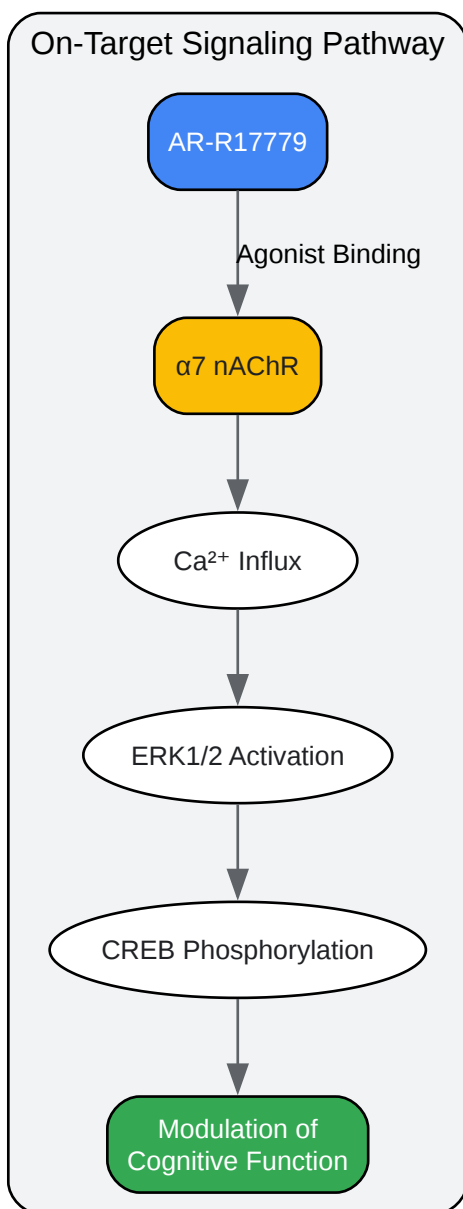 On-Target Signaling Pathway
AR-R17779
Agonist Binding
α7 nAChR
Ca²⁺ Influx
ERK1/2 Activation
CREB Phosphorylation
Modulation of
Cognitive Function